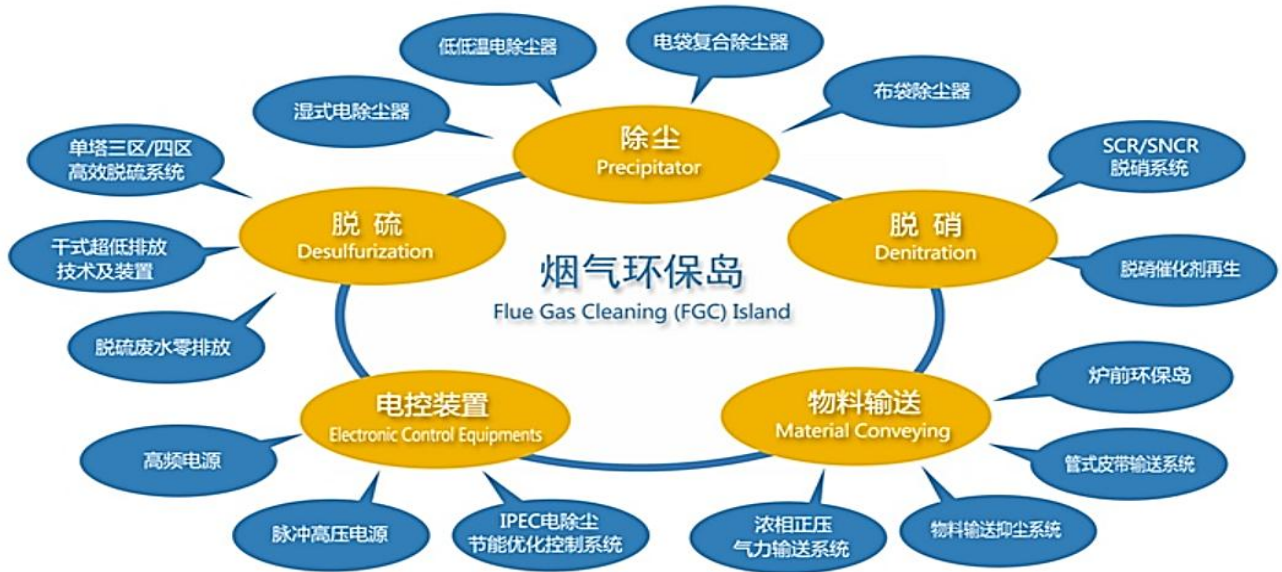 低低温电除尘器
电袋复合除尘器
湿式电除尘器
布袋除尘器
除尘
Precipitator
单塔三区/四区
高效脱硫系统
SCR/SNCR
脱硝系统
脱硫
Desulfurization
脱硝
Denitration
干式超低排放
技术及装置
脱硝催化剂再生
烟气环保岛
Flue Gas Cleaning (FGC) Island
脱硫废水零排放
炉前环保岛
电控装置
Electronic Control Equipments
物料输送
Material Conveying
高频电源
管式皮带输送系统
脉冲高压电源
IPEC电除尘
节能优化控制系统
浓相正压
气力输送系统
物料输送抑尘系统